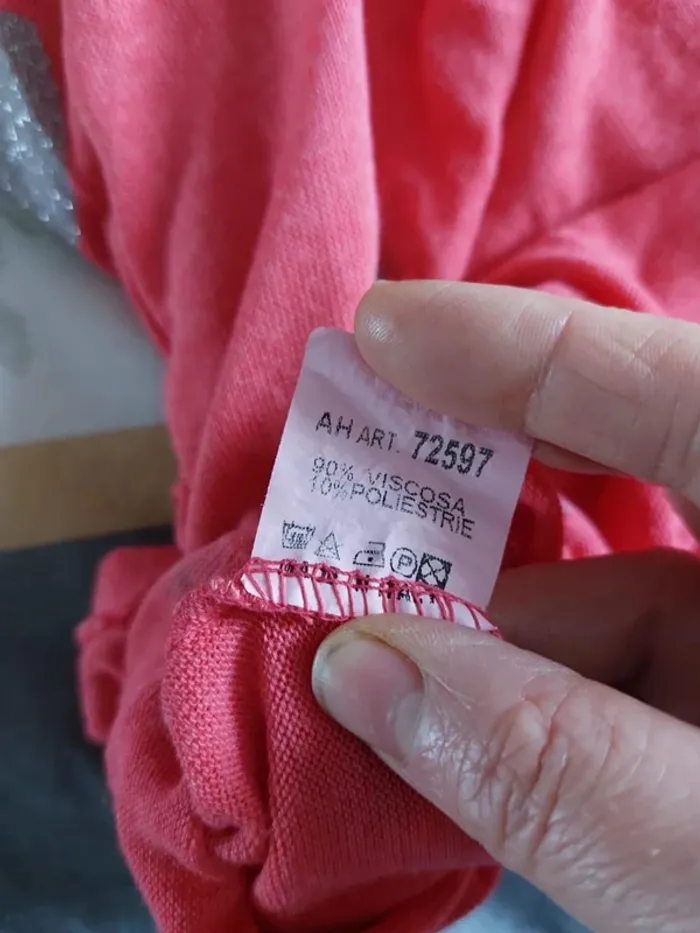 AH ART. 72597
90% VISCOSA
10% POLIESTRIE
P